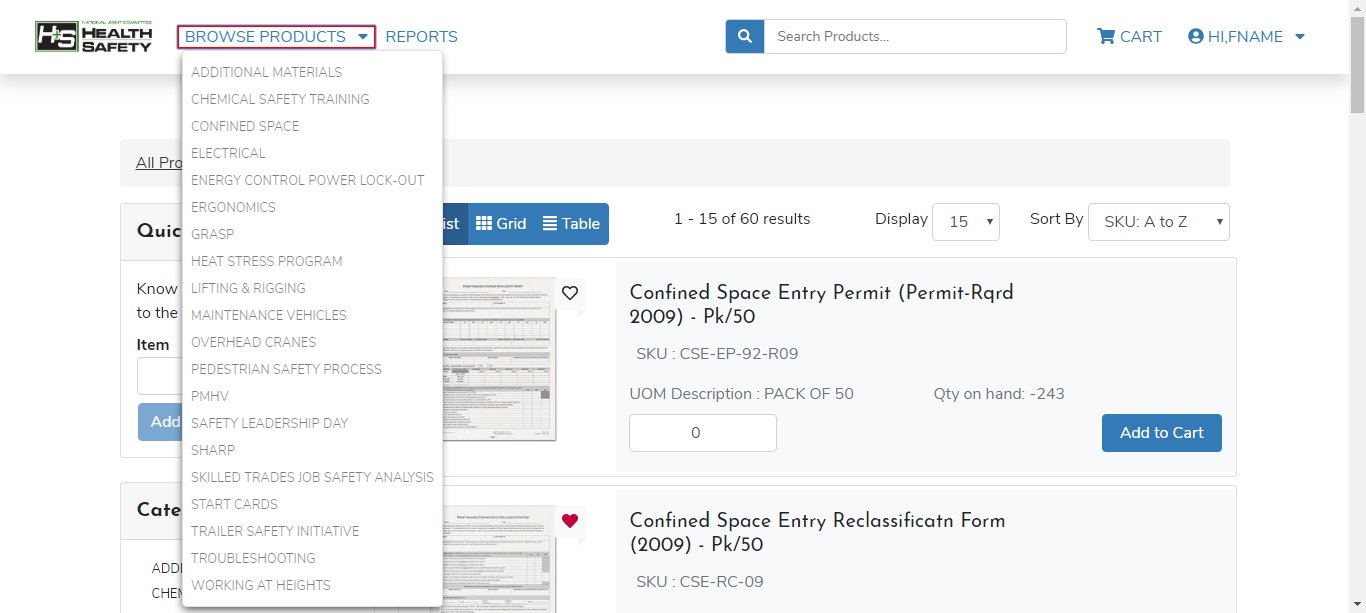 NATIONAL JOINT COMMITTEE
H+S HEALTH
SAFETY
BROWSE PRODUCTS
REPORTS
Search Products...
CART
HI,FNAME
ADDITIONAL MATERIALS
CHEMICAL SAFETY TRAINING
CONFINED SPACE
ELECTRICAL
ENERGY CONTROL POWER LOCK-OUT
ERGONOMICS
GRASP
HEAT STRESS PROGRAM
LIFTING & RIGGING
MAINTENANCE VEHICLES
OVERHEAD CRANES
PEDESTRIAN SAFETY PROCESS
PMHV
SAFETY LEADERSHIP DAY
SHARP
SKILLED TRADES JOB SAFETY ANALYSIS
START CARDS
TRAILER SAFETY INITIATIVE
TROUBLESHOOTING
WORKING AT HEIGHTS
All Pro
Quic
Know
to the
Item
Add
Cate
ADDI
CHEM
ist
Grid
Table
1 - 15 of 60 results
Display 15
Sort By SKU: A to Z
Confined Space Entry Permit (Permit-Rqrd
2009) - Pk/50
SKU : CSE-EP-92-R09
UOM Description : PACK OF 50
Qty on hand: -243
0
Add to Cart
Confined Space Entry Reclassificatn Form
(2009) - Pk/50
SKU : CSE-RC-09